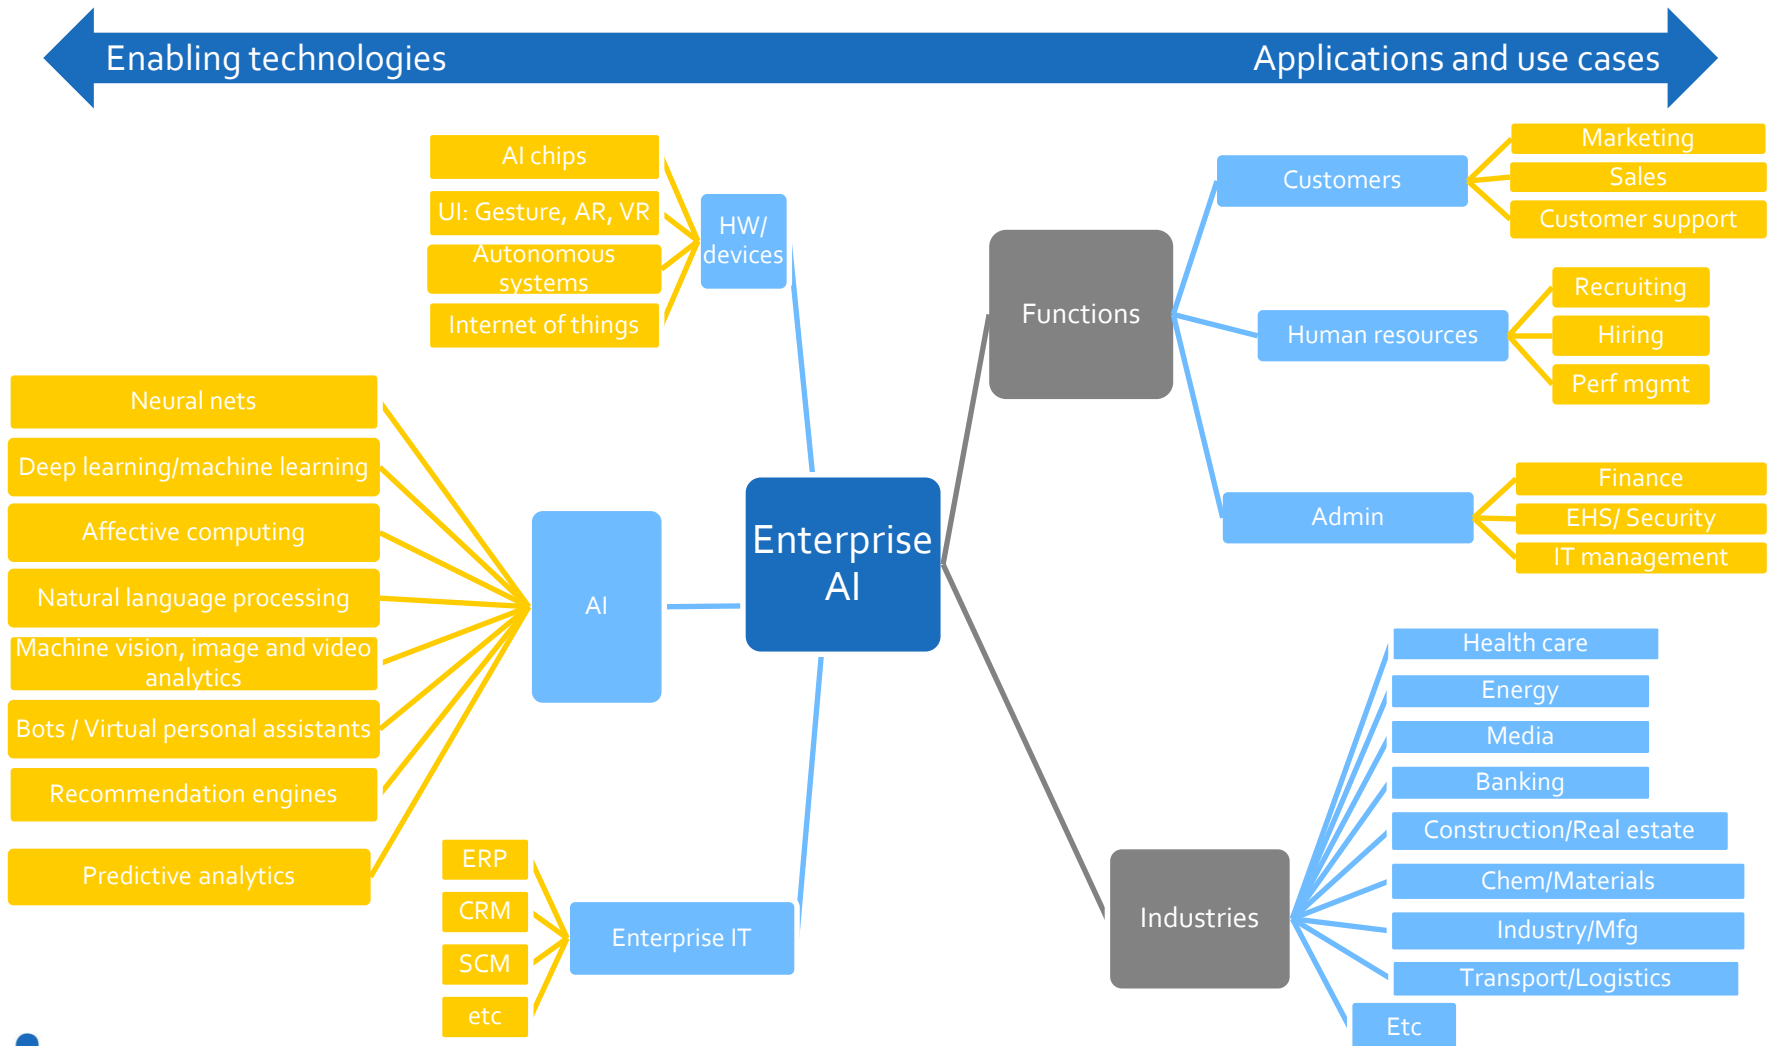 Enabling technologies
Applications and use cases
AI chips
UI: Gesture, AR, VR
Autonomous
systems
Internet of things
HW/
devices
Neural nets
Deep learning/machine learning
Affective computing
Natural language processing
Machine vision, image and video
analytics
Bots / Virtual personal assistants
Recommendation engines
Predictive analytics
AI
ERP
CRM
SCM
etc
Enterprise IT
Enterprise
AI
Functions
Customers
Marketing
Sales
Customer support
Human resources
Recruiting
Hiring
Perf mgmt
Admin
Finance
EHS/ Security
IT management
Industries
Health care
Energy
Media
Banking
Construction/Real estate
Chem/Materials
Industry/Mfg
Transport/Logistics
Etc